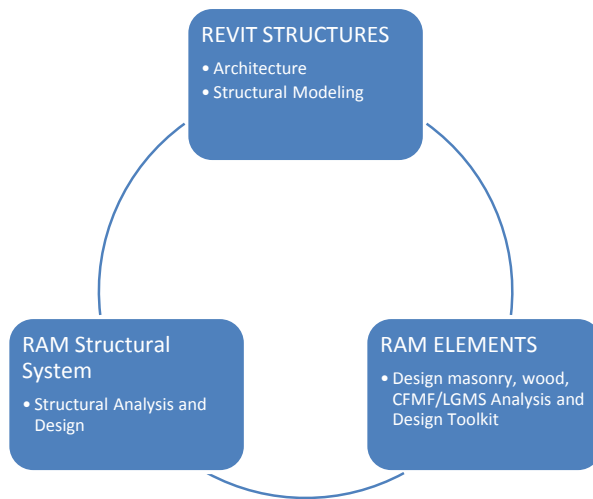 REVIT STRUCTURES
• Architecture
• Structural Modeling
RAM Structural
System
• Structural Analysis and
Design
RAM ELEMENTS
• Design masonry, wood,
CFMF/LGMS Analysis and
Design Toolkit